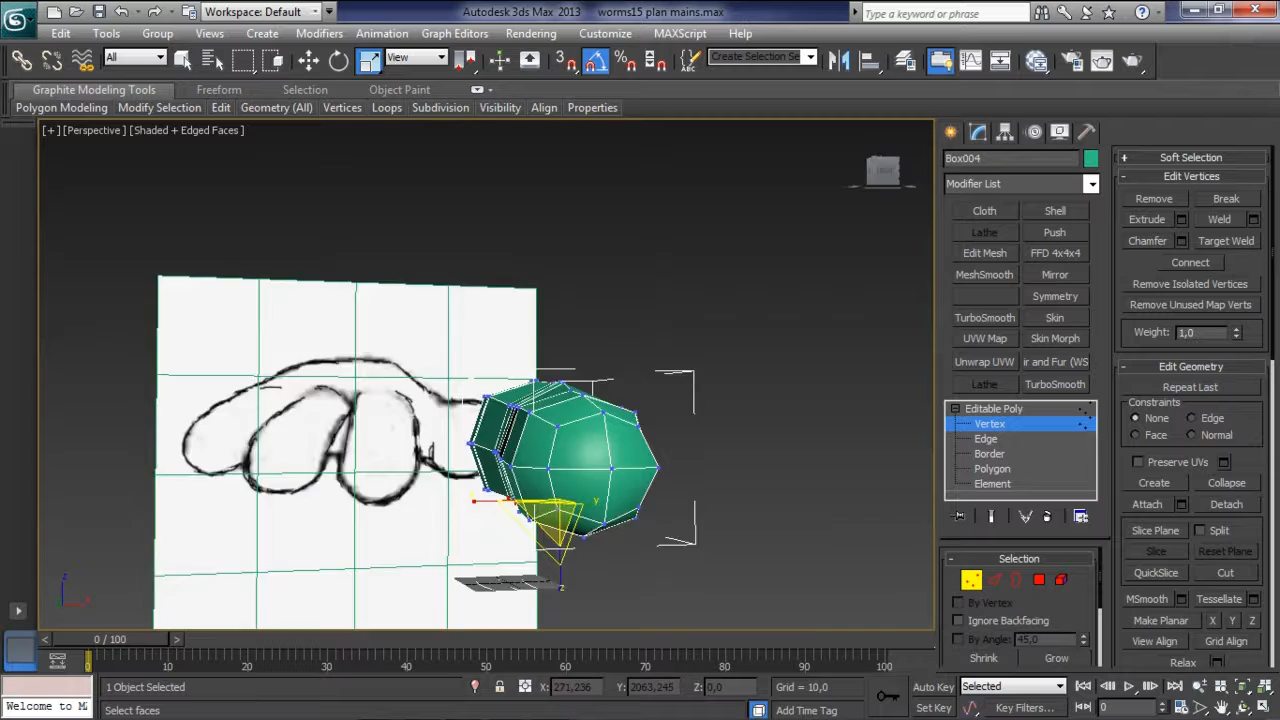 Workspace: Default
Autodesk 3ds Max 2013 worms15 plan mains.max
Type a keyword or phrase
Edit Tools Group Views Create Modifiers Animation Graph Editors Rendering Customize MAXScript Help
All
View
3
Create Selection Se
Graphite Modeling Tools Freeform Selection Object Paint
Polygon Modeling Modify Selection Edit Geometry (All) Vertices Loops Subdivision Visibility Align Properties
[+] [Perspective] [Shaded + Edged Faces]
Box004
Modifier List
Cloth Shell
Lathe Push
Edit Mesh FFD 4x4x4
MeshSmooth Mirror
Symmetry
TurboSmooth Skin
UVW Map Skin Morph
Unwrap UVW ir and Fur (WS
Lathe TurboSmooth
Editable Poly
Vertex
Edge
Border
Polygon
Element
Selection
By Vertex
Ignore Backfacing
By Angle: 45,0
Shrink Grow
Soft Selection
Edit Vertices
Remove Break
Extrude Weld
Chamfer Target Weld
Connect
Remove Isolated Vertices
Remove Unused Map Verts
Weight: 1,0
Edit Geometry
Repeat Last
Constraints
None Edge
Face Normal
Preserve UVs
Create Collapse
Attach Detach
Slice Plane Split
Slice Reset Plane
QuickSlice Cut
MSmooth Tessellate
Make Planar X Y Z
View Align Grid Align
Relax
y
z
z
x
0 / 100
0 10 20 30 40 50 60 70 80 90 100
1 Object Selected X: 271,236 Y: 2063,245 Z: 0,0 Grid = 10,0 Auto Key Selected
Welcome to M
Select faces Add Time Tag Set Key Key Filters... 0